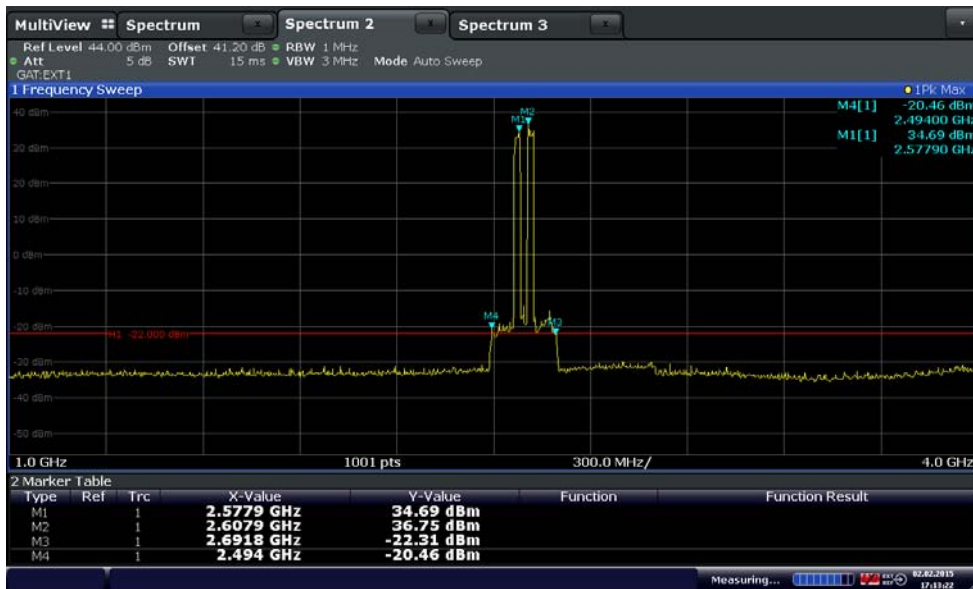 MultiView Spectrum x Spectrum 2 x Spectrum 3 x
Ref Level 44.00 dBm Offset 41.20 dB RBW 1 MHz
Att 5 dB SWT 15 ms VBW 3 MHz Mode Auto Sweep
GAT:EXT1
1 Frequency Sweep 1Pk Max
M4[1] -20.46 dBm
2.49400 GHz
M1[1] 34.69 dBm
2.57790 GHz
40 dBm
M2
M1
30 dBm
20 dBm
10 dBm
0 dBm
-10 dBm
M4
-20 dBm
H1 -22.000 dBm
-30 dBm
-40 dBm
-50 dBm
1.0 GHz 1001 pts 300.0 MHz/ 4.0 GHz
2 Marker Table
Type Ref Trc X-Value Y-Value Function Function Result
M1 1 2.5779 GHz 34.69 dBm
M2 1 2.6079 GHz 36.75 dBm
M3 1 2.6918 GHz -22.31 dBm
M4 1 2.494 GHz -20.46 dBm
Measuring... EXT REF 02.02.2015
17:13:22